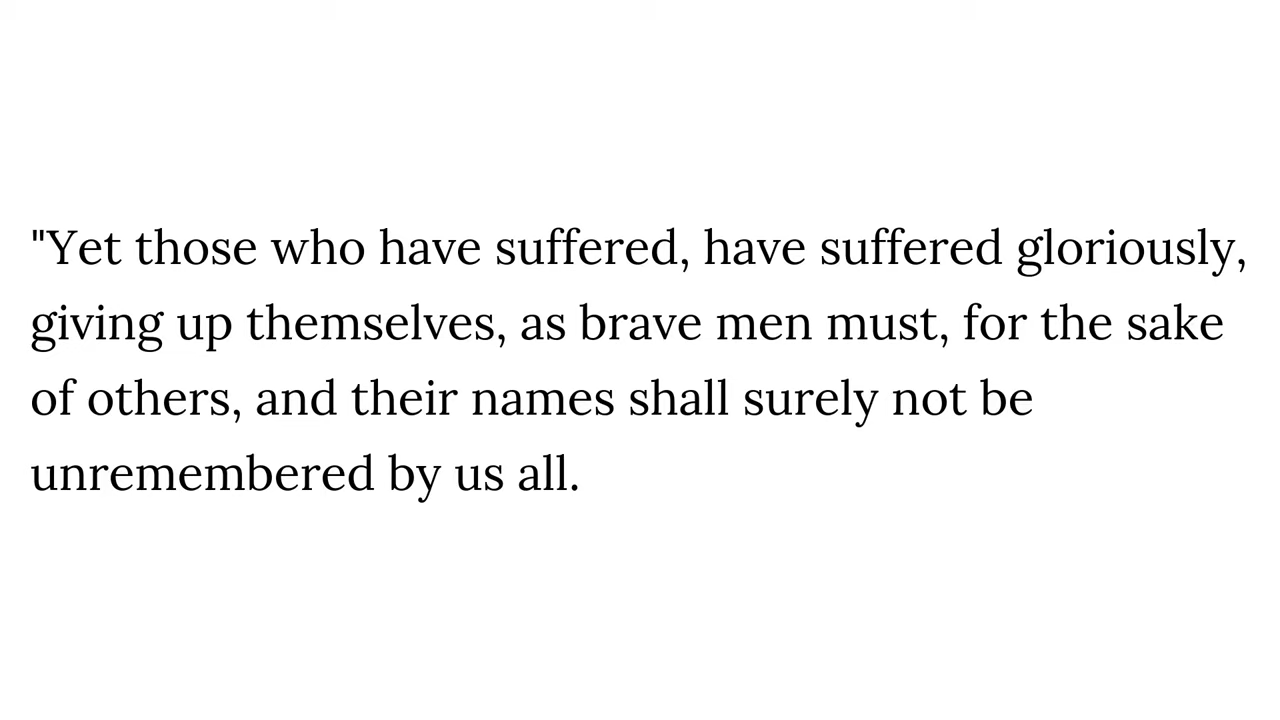 "Yet those who have suffered, have suffered gloriously,
giving up themselves, as brave men must, for the sake
of others, and their names shall surely not be
unremembered by us all.